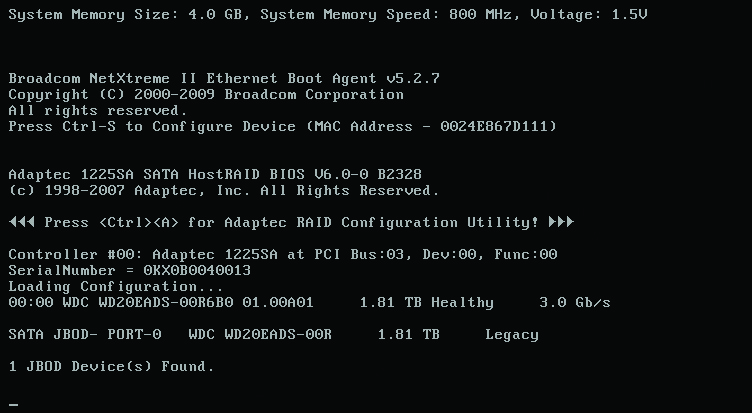 System Memory Size: 4.0 GB, System Memory Speed: 800 MHz, Voltage: 1.5V
Broadcom NetXtreme II Ethernet Boot Agent v5.2.7
Copyright (C) 2000-2009 Broadcom Corporation
All rights reserved.
Press Ctrl-S to Configure Device (MAC Address - 0024E867D111)
Adaptec 1225SA SATA HostRAID BIOS V6.0-0 B2328
(c) 1998-2007 Adaptec, Inc. All Rights Reserved.
◄◄◄ Press <Ctrl><A> for Adaptec RAID Configuration Utility! ►►►
Controller #00: Adaptec 1225SA at PCI Bus:03, Dev:00, Func:00
SerialNumber = 0KX0B0040013
Loading Configuration...
00:00 WDC WD20EADS-00R6B0 01.00A01     1.81 TB Healthy     3.0 Gb/s
SATA JBOD- PORT-0   WDC WD20EADS-00R     1.81 TB     Legacy
1 JBOD Device(s) Found.
_